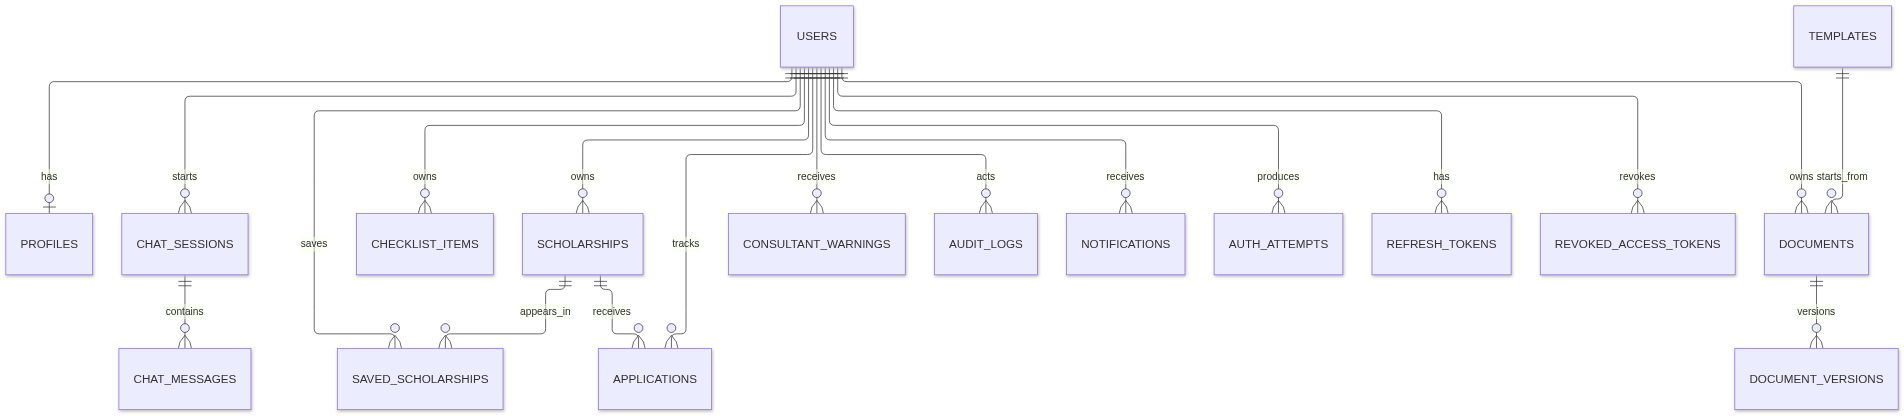 USERS
TEMPLATES
has
starts
owns
owns
receives
acts
receives
produces
has
revokes
owns
starts_from
PROFILES
CHAT_SESSIONS
saves
CHECKLIST_ITEMS
SCHOLARSHIPS
tracks
CONSULTANT_WARNINGS
AUDIT_LOGS
NOTIFICATIONS
AUTH_ATTEMPTS
REFRESH_TOKENS
REVOKED_ACCESS_TOKENS
DOCUMENTS
contains
appears_in
receives
versions
CHAT_MESSAGES
SAVED_SCHOLARSHIPS
APPLICATIONS
DOCUMENT_VERSIONS